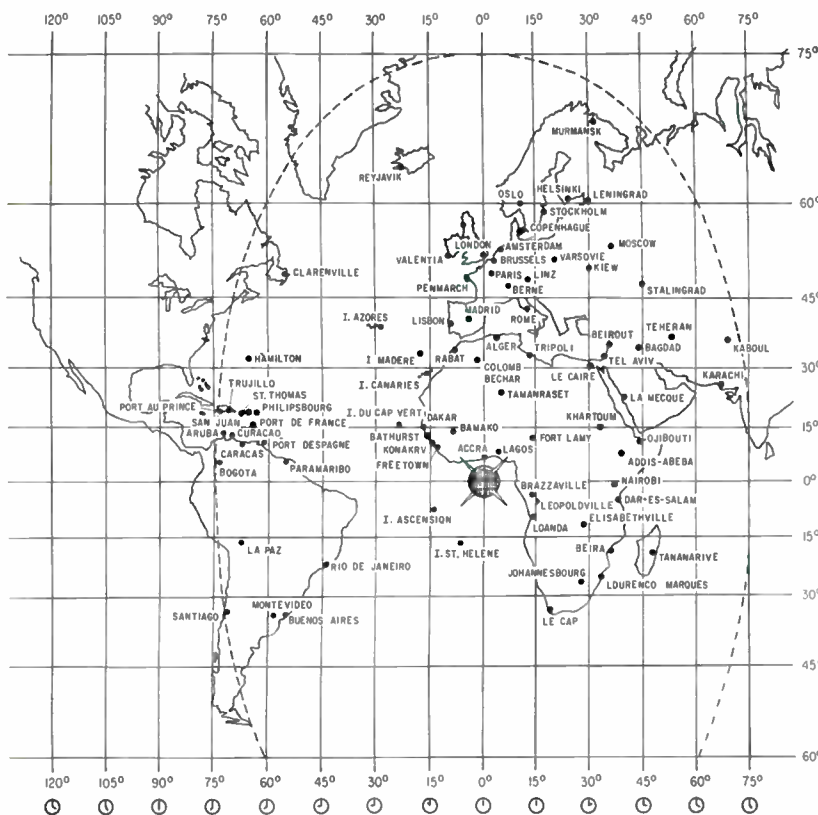 120° 105° 90° 75° 60° 45° 30° 15° 0° 15° 30° 45° 60° 75°
75°
MURMANSK
REYJAVIK
HELSINKI
OSLO
LENINGRAD
60°
STOCKHOLM
COPENHAGUE
LONDON
AMSTERDAM
MOSCOW
VALENTIA
BRUSSELS
VARSOVIE
KIEW
CLARENVILLE
PARIS
LINZ
PENMARCH
BERNE
STALINGRAD
45°
I. AZORES
LISBON
MADRID
ROME
BEIROUT
TEHERAN
ALGER
TRIPOLI
BAGDAD
KABOUL
HAMILTON
I MADERE
RABAT
COLOMB
BECHAR
TEL AVIV
LE CAIRE
30°
KARACHI
TRUJILLO
I. CANARIES
TAMANRASET
LA MECQUE
ST. THOMAS
PORT AU PRINCE
PHILIPSBOURG
I. DU CAP VERT
DAKAR
KHARTOUM
SAN JUAN
PORT DE FRANCE
15°
ARUBA
CURACAO
BATHURST
BAMAKO
FORT LAMY
OJIBOUTI
PORT DESPAGNE
KONAKRV
ACCRA
LAGOS
CARACAS
FREETOWN
ADDIS-ABEBA
BOGOTA
PARAMARIBO
0°
BRAZZAVILLE
NAIROBI
LEOPOLDVILLE
DAR-ES-SALAM
I. ASCENSION
LOANDA
ELISABETHVILLE
15°
LA PAZ
I. ST. HELENE
BEIRA
TANANARIVE
RIO DE JANEIRO
JOHANNESBOURG
LOURENCO MARQUES
30°
SANTIAGO
MONTEVIDEO
BUENOS AIRES
LE CAP
45°
60°
120° 105° 90° 75° 60° 45° 30° 15° 0° 15° 30° 45° 60° 75°